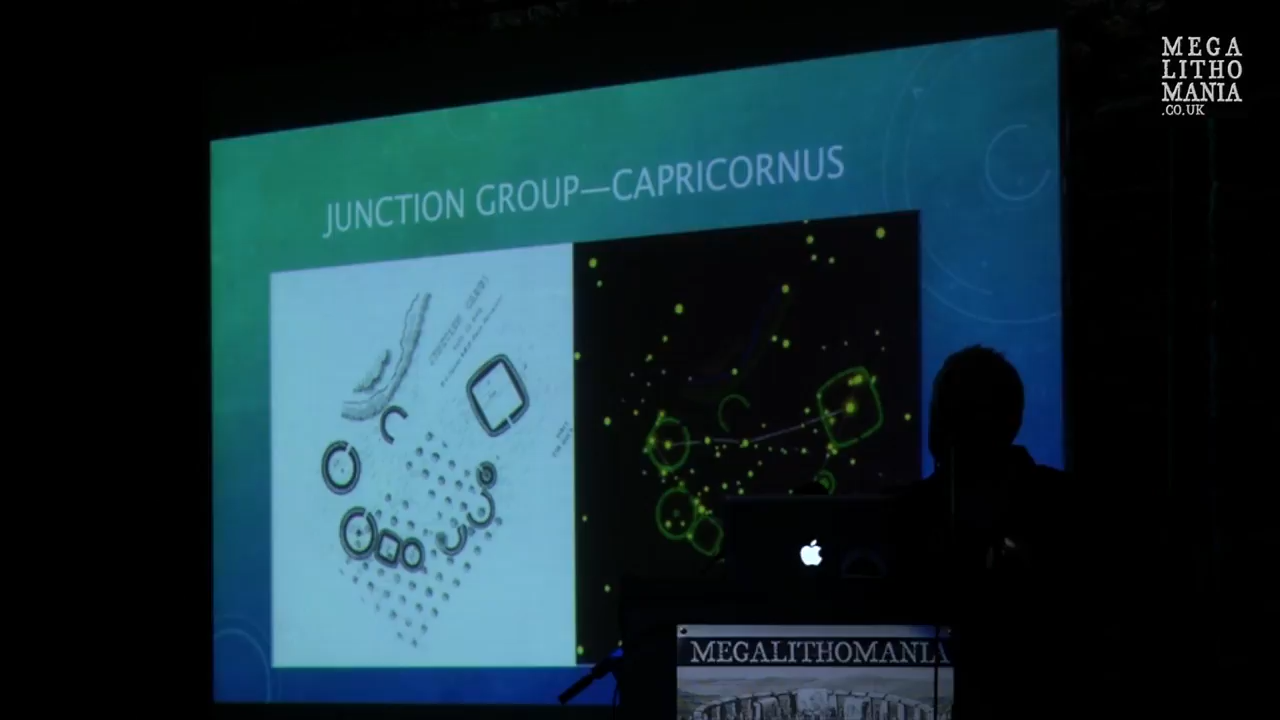 MEGA
LITHO
MANIA
.CO.UK
JUNCTION GROUP—CAPRICORNUS
MEGALITHOMANIA